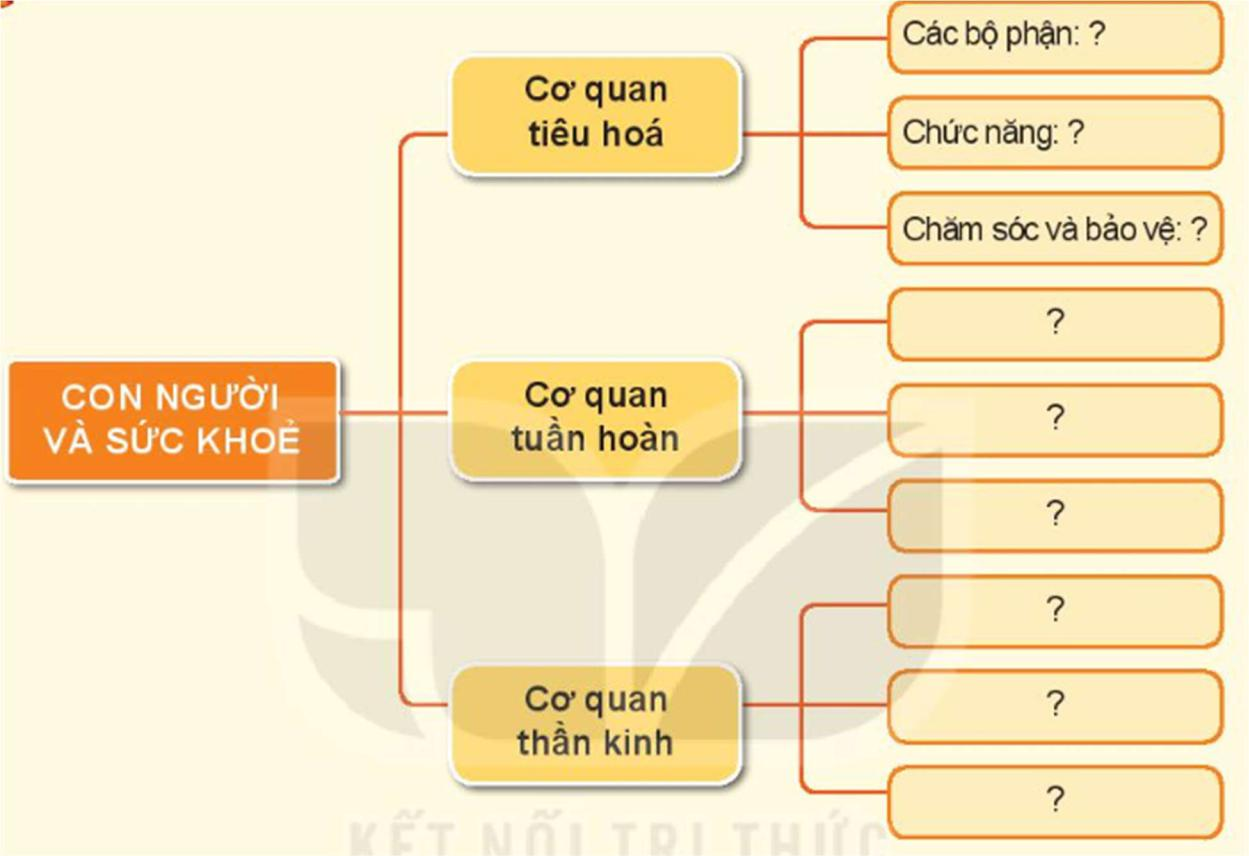 Các bộ phận: ?
Cơ quan
tiêu hoá
Chức năng: ?
Chăm sóc và bảo vệ: ?
?
CON NGƯỜI
VÀ SỨC KHOẺ
Cơ quan
tuần hoàn
?
?
?
Cơ quan
thần kinh
?
?
KẾT NỐI TRI THỨC